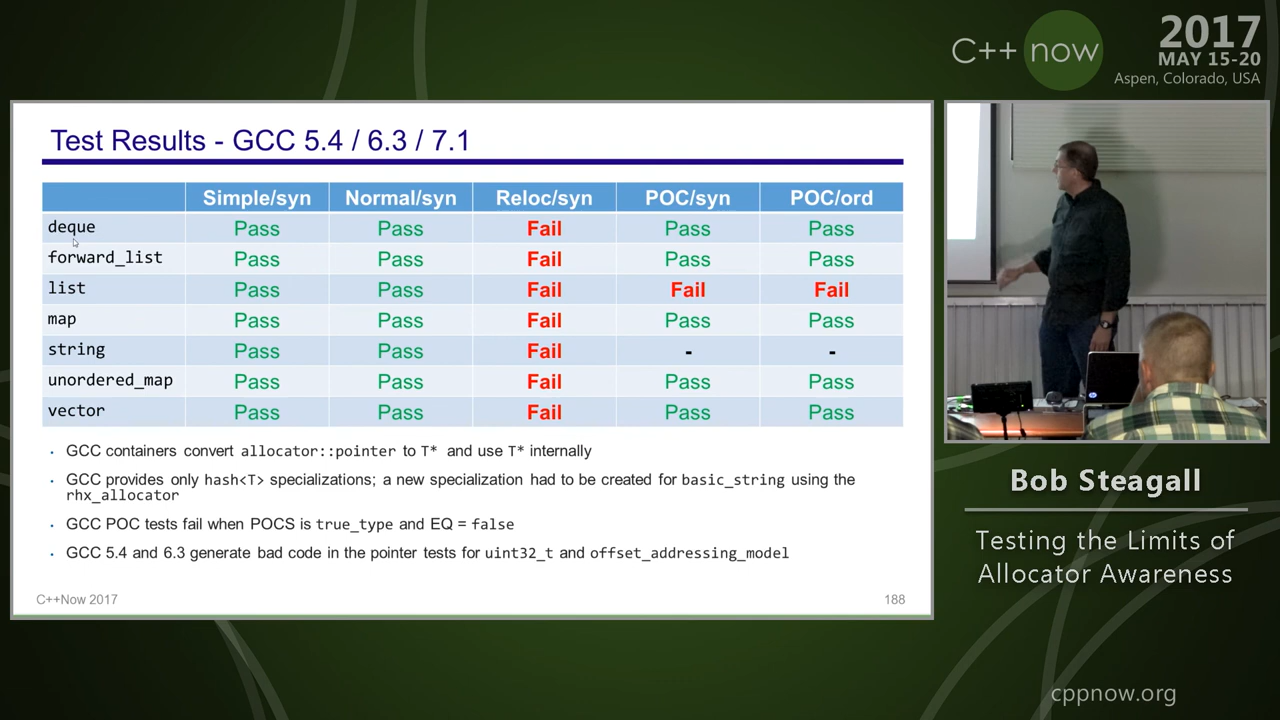 C++ now
2017
MAY 15-20
Aspen, Colorado, USA
Test Results - GCC 5.4 / 6.3 / 7.1
Simple/syn Normal/syn Reloc/syn POC/syn POC/ord
deque Pass Pass Fail Pass Pass
forward_list Pass Pass Fail Pass Pass
list Pass Pass Fail Fail Fail
map Pass Pass Fail Pass Pass
string Pass Pass Fail - -
unordered_map Pass Pass Fail Pass Pass
vector Pass Pass Fail Pass Pass
· GCC containers convert allocator::pointer to T* and use T* internally
· GCC provides only hash<T> specializations; a new specialization had to be created for basic_string using the
rhx_allocator
· GCC POC tests fail when POCS is true_type and EQ = false
· GCC 5.4 and 6.3 generate bad code in the pointer tests for uint32_t and offset_addressing_model
C++Now 2017
188
Bob Steagall
Testing the Limits of
Allocator Awareness
cppnow.org